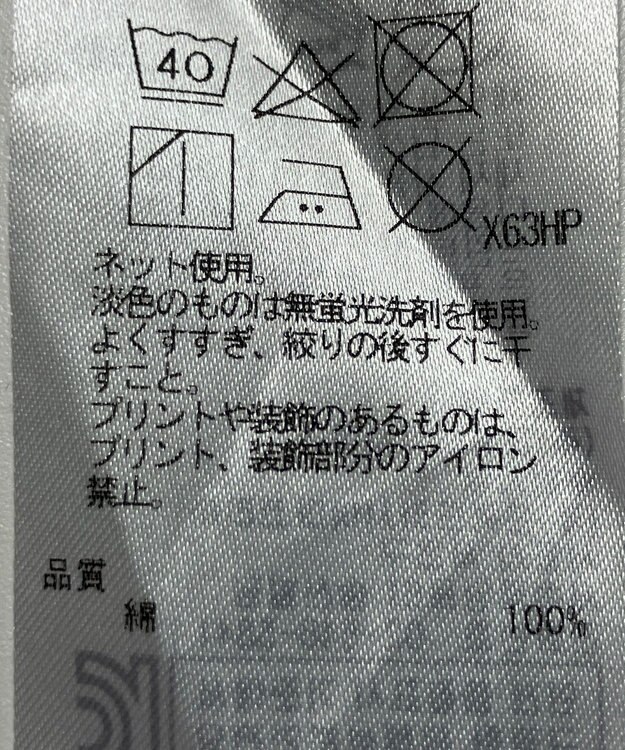 40
X63HP
ネット使用。
淡色のものは無蛍光洗剤を使用。
よくすすぎ、絞りの後すぐに干
すこと。
プリントや装飾のあるものは、
プリント、装飾部分のアイロン
禁止。
品質
綿 100%